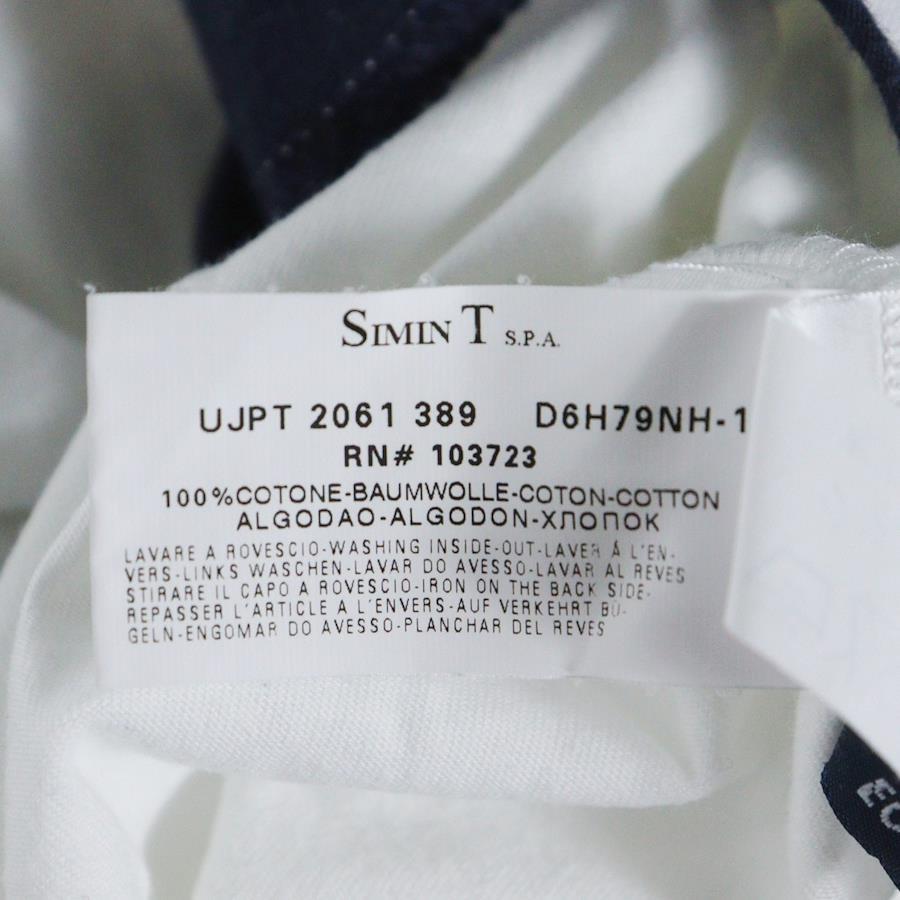 SIMIN T S.P.A.
UJPT 2061 389 D6H79NH-1
RN# 103723
100%COTONE-BAUMWOLLE-COTON-COTTON
ALGODAO-ALGODON-ХЛОПОК
LAVARE A ROVESCIO-WASHING INSIDE-OUT-LAVER Á L'EN-
VERS-LINKS WASCHEN-LAVAR DO AVESSO-LAVAR AL REVES
STIRARE IL CAPO A ROVESCIO-IRON ON THE BACK SIDE-
REPASSER L'ARTICLE A L'ENVERS-AUF VERKEHRT BÜ-
GELN-ENGOMAR DO AVESSO-PLANCHAR DEL REVES